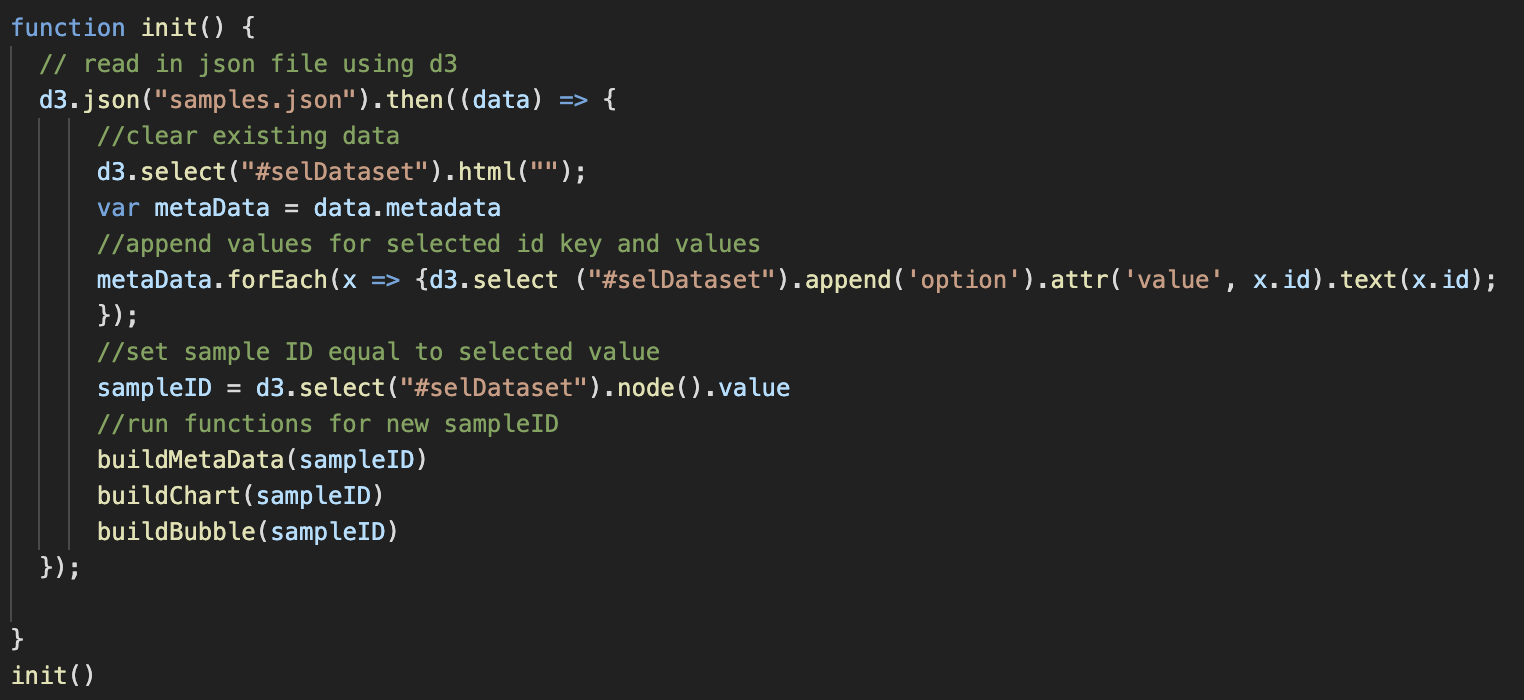 function init() {
  // read in json file using d3
  d3.json("samples.json").then((data) => {
      //clear existing data
      d3.select("#selDataset").html("");
      var metaData = data.metadata
      //append values for selected id key and values
      metaData.forEach(x => {d3.select ("#selDataset").append('option').attr('value', x.id).text(x.id);
      });
      //set sample ID equal to selected value
      sampleID = d3.select("#selDataset").node().value
      //run functions for new sampleID
      buildMetaData(sampleID)
      buildChart(sampleID)
      buildBubble(sampleID)
  });

}
init()